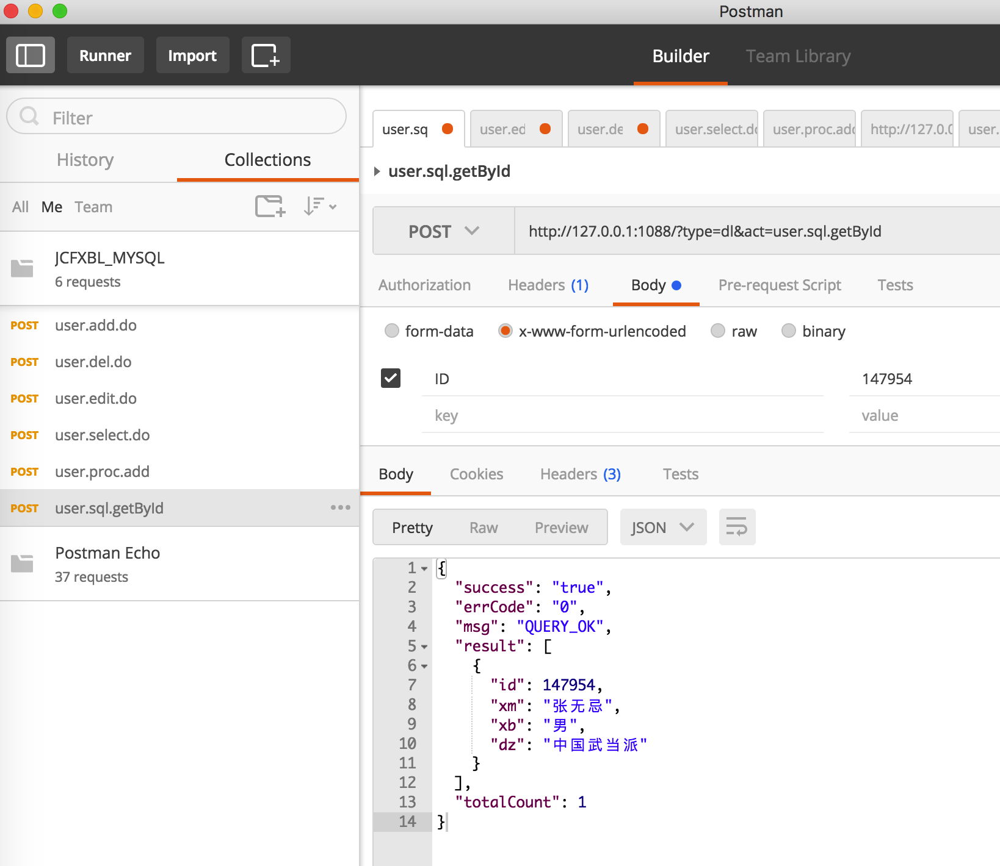 Postman
Runner Import Builder Team Library
Filter
History Collections
All Me Team
JCFXBL_MYSQL
6 requests
POST user.add.do
POST user.del.do
POST user.edit.do
POST user.select.do
POST user.proc.add
POST user.sql.getById
Postman Echo
37 requests
user.sq user.ed user.de user.select.do user.proc.add http://127.0.0 user.
user.sql.getById
POST http://127.0.0.1:1088/?type=dl&act=user.sql.getById
Authorization Headers (1) Body Pre-request Script Tests
form-data x-www-form-urlencoded raw binary
ID 147954
key value
Body Cookies Headers (3) Tests
Pretty Raw Preview JSON
1 {
2 "success": "true",
3 "errCode": "0",
4 "msg": "QUERY_OK",
5 "result": [
6 {
7 "id": 147954,
8 "xm": "张无忌",
9 "xb": "男",
10 "dz": "中国武当派"
11 }
12 ],
13 "totalCount": 1
14 }